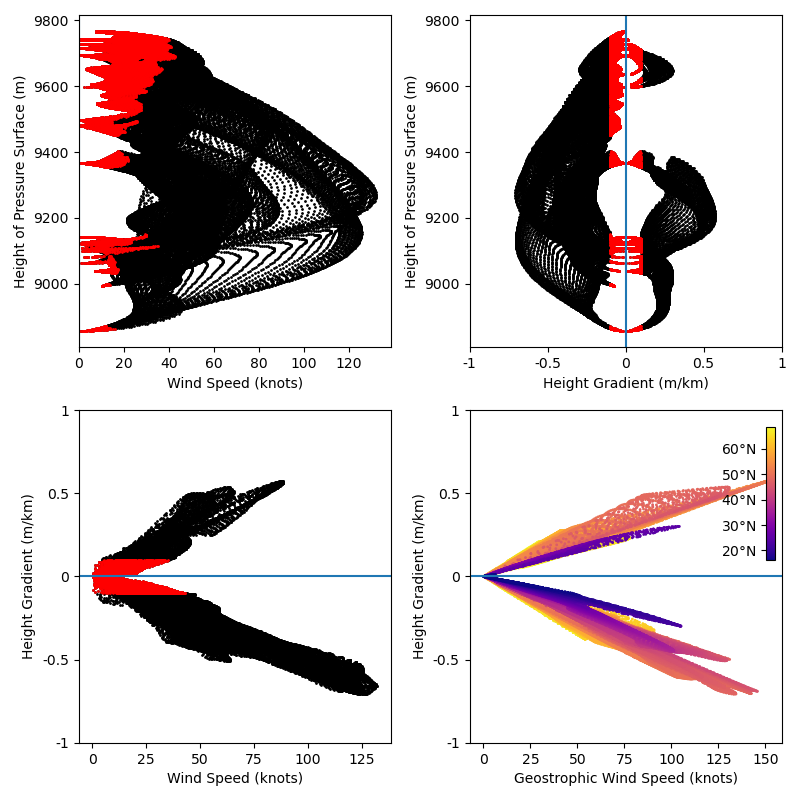 9800
9600
9400
9200
9000
Height of Pressure Surface (m)
0 20 40 60 80 100 120
Wind Speed (knots)
9800
9600
9400
9200
9000
Height of Pressure Surface (m)
-1 -0.5 0 0.5 1
Height Gradient (m/km)
1
0.5
0
-0.5
-1
Height Gradient (m/km)
0 25 50 75 100 125
Wind Speed (knots)
1
0.5
0
-0.5
-1
Height Gradient (m/km)
60°N
50°N
40°N
30°N
20°N
0 25 50 75 100 125 150
Geostrophic Wind Speed (knots)